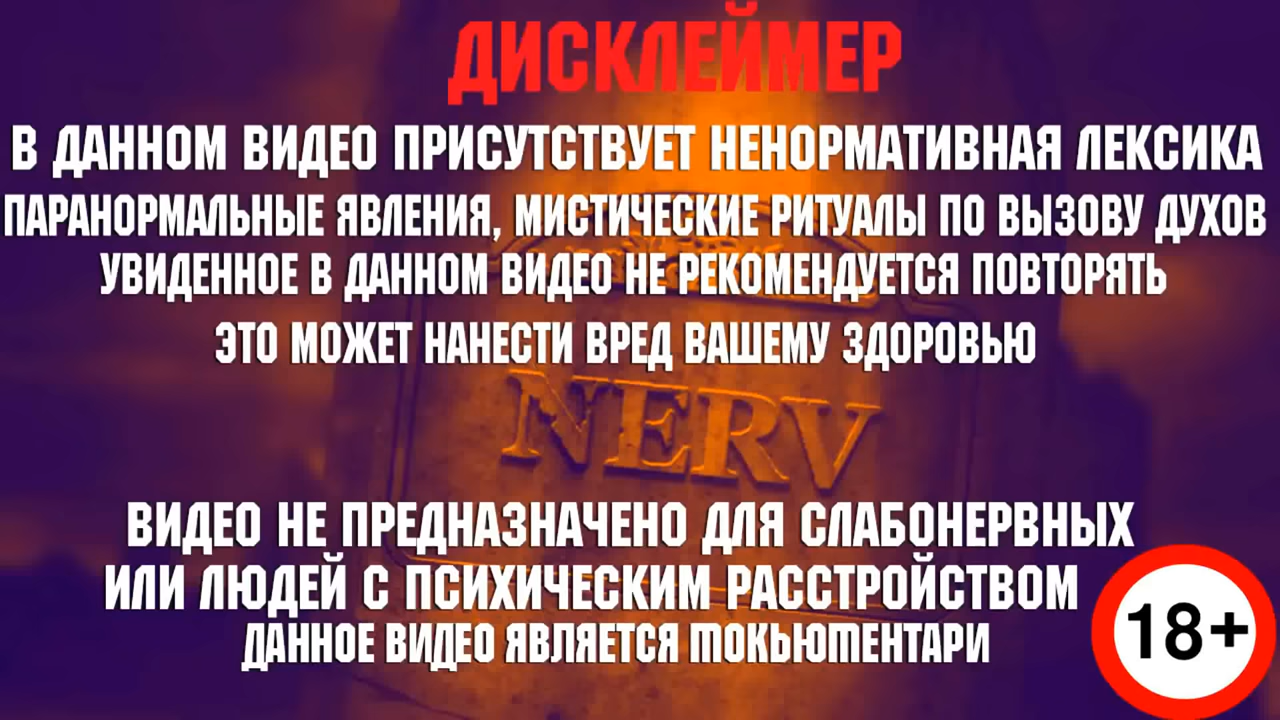 ДИСКЛЕЙМЕР
В ДАННОМ ВИДЕО ПРИСУТСТВУЕТ НЕНОРМАТИВНАЯ ЛЕКСИКА
ПАРАНОРМАЛЬНЫЕ ЯВЛЕНИЯ, МИСТИЧЕСКИЕ РИТУАЛЫ ПО ВЫЗОВУ ДУХОВ
УВИДЕННОЕ В ДАННОМ ВИДЕО НЕ РЕКОМЕНДУЕТСЯ ПОВТОРЯТЬ
ЭТО МОЖЕТ НАНЕСТИ ВРЕД ВАШЕМУ ЗДОРОВЬЮ
NERV
ВИДЕО НЕ ПРЕДНАЗНАЧЕНО ДЛЯ СЛАБОНЕРВНЫХ
ИЛИ ЛЮДЕЙ С ПСИХИЧЕСКИМ РАССТРОЙСТВОМ
ДАННОЕ ВИДЕО ЯВЛЯЕТСЯ МОКЬЮМЕНТАРИ
18+